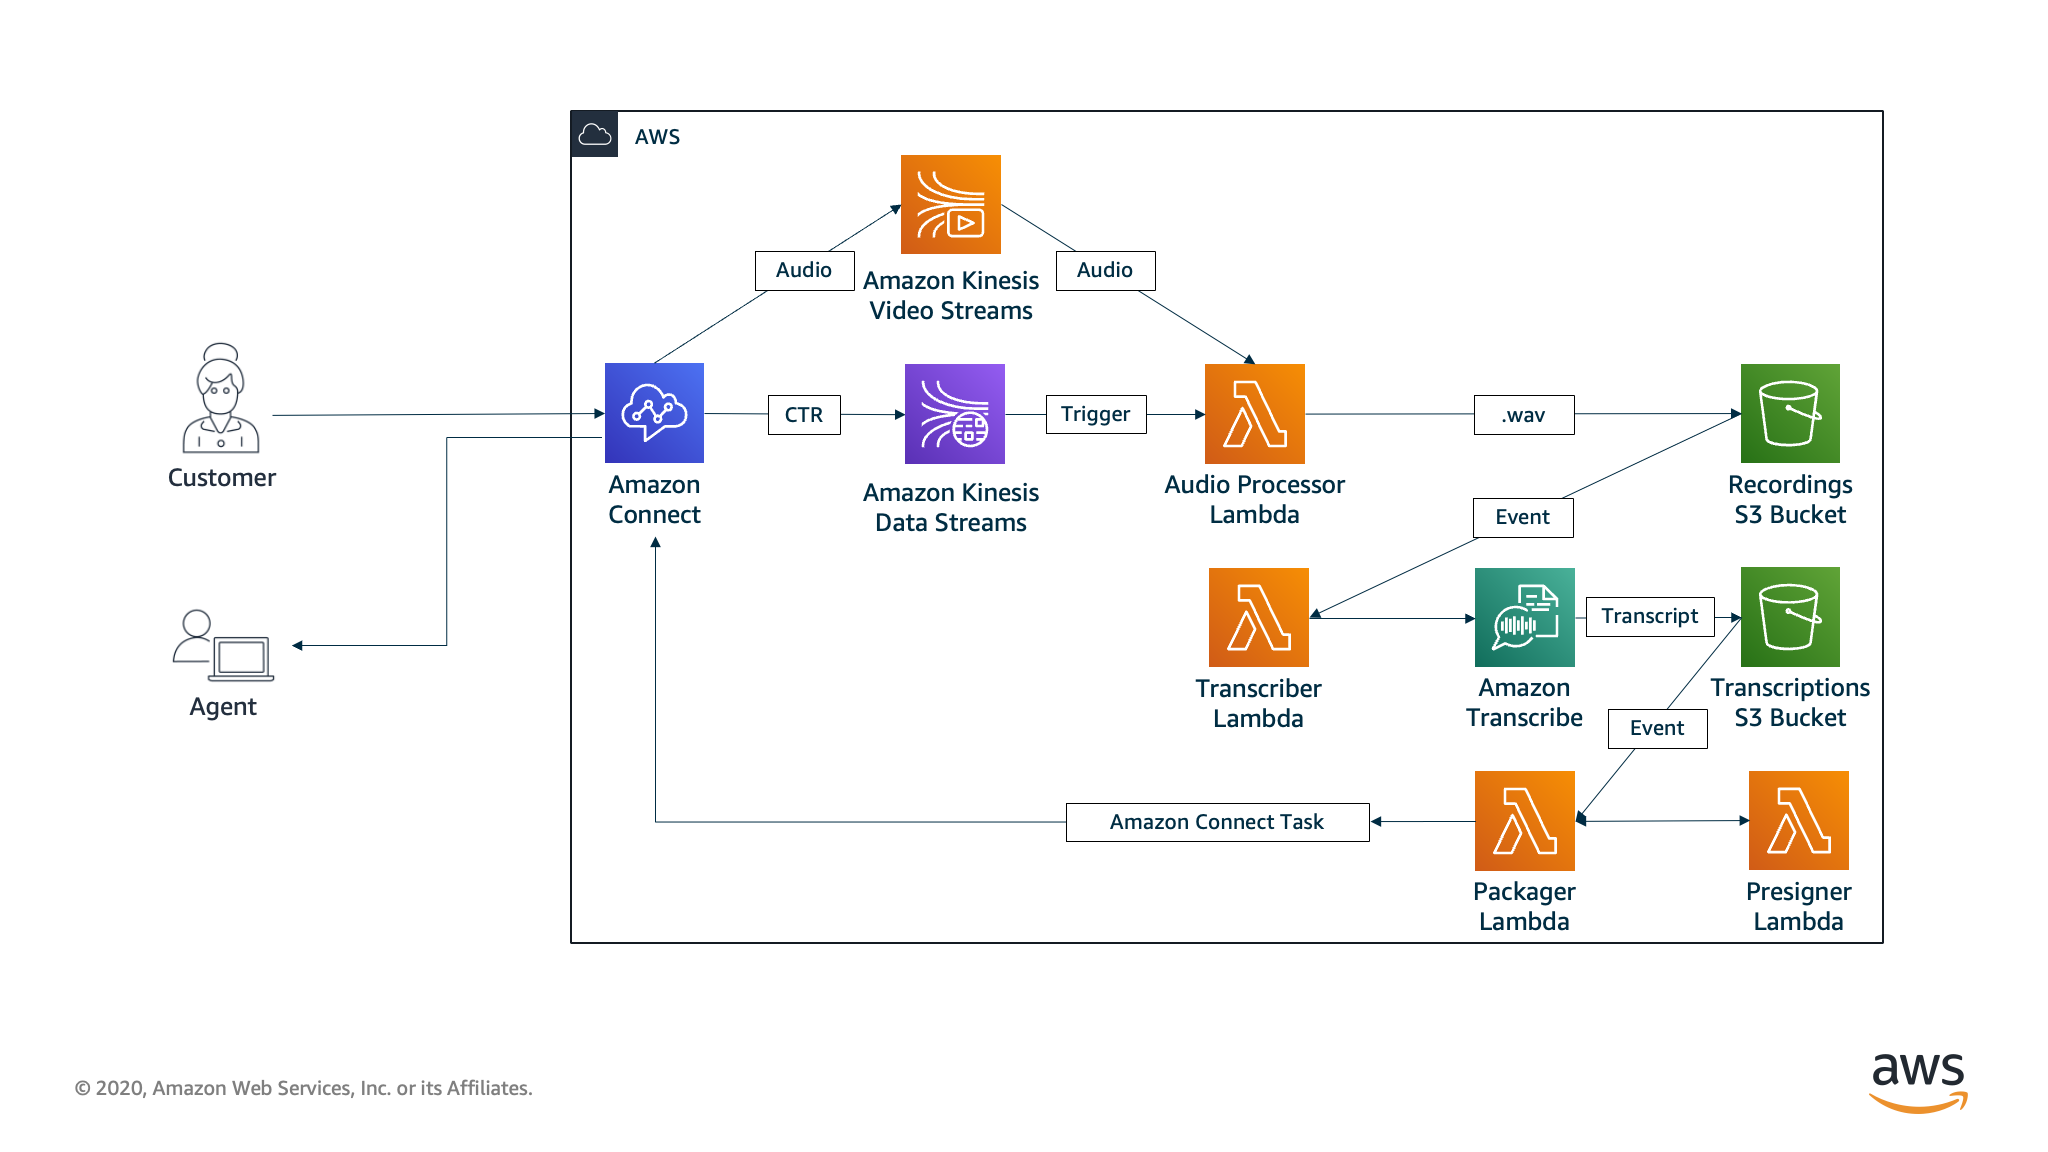 AWS
Audio
Amazon Kinesis
Video Streams
Audio
Customer
Amazon
Connect
CTR
Amazon Kinesis
Data Streams
Trigger
Audio Processor
Lambda
.wav
Recordings
S3 Bucket
Event
Agent
Transcriber
Lambda
Amazon
Transcribe
Transcript
Transcriptions
S3 Bucket
Event
Amazon Connect Task
Packager
Lambda
Presigner
Lambda
© 2020, Amazon Web Services, Inc. or its Affiliates.
aws